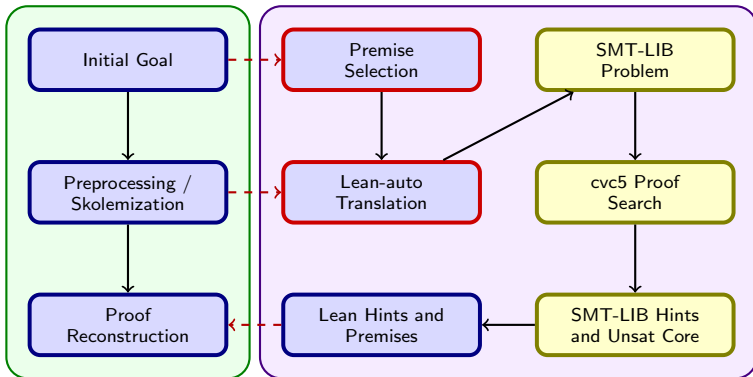 Initial Goal
Premise
Selection
SMT-LIB
Problem
Preprocessing /
Skolemization
Lean-auto
Translation
cvc5 Proof
Search
Proof
Reconstruction
Lean Hints and
Premises
SMT-LIB Hints
and Unsat Core